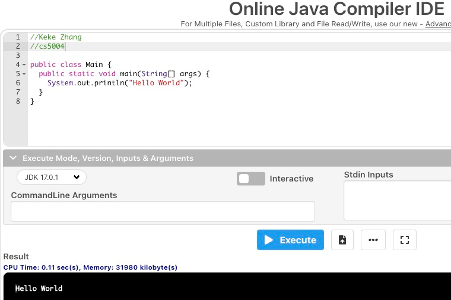 Online Java Compiler IDE
For Multiple Files, Custom Library and File Read/Write, use our new - Advanc
1 //Keke Zhang
2 //cs5004
3
4 public class Main {
5 public static void main(String[] args) {
6 System.out.println("Hello World");
7 }
8 }
Execute Mode, Version, Inputs & Arguments
JDK 17.0.1
Interactive
Stdin Inputs
CommandLine Arguments
Execute
Result
CPU Time: 0.11 sec(s), Memory: 31980 kilobyte(s)
Hello World